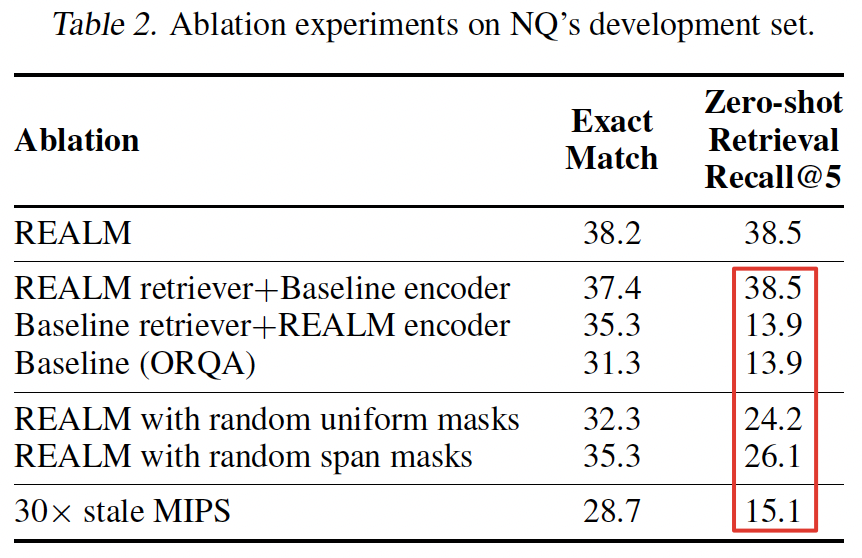 Table 2. Ablation experiments on NQ's development set.
Ablation Exact Match Zero-shot Retrieval Recall@5
REALM 38.2 38.5
REALM retriever+Baseline encoder 37.4 38.5
Baseline retriever+REALM encoder 35.3 13.9
Baseline (ORQA) 31.3 13.9
REALM with random uniform masks 32.3 24.2
REALM with random span masks 35.3 26.1
30× stale MIPS 28.7 15.1